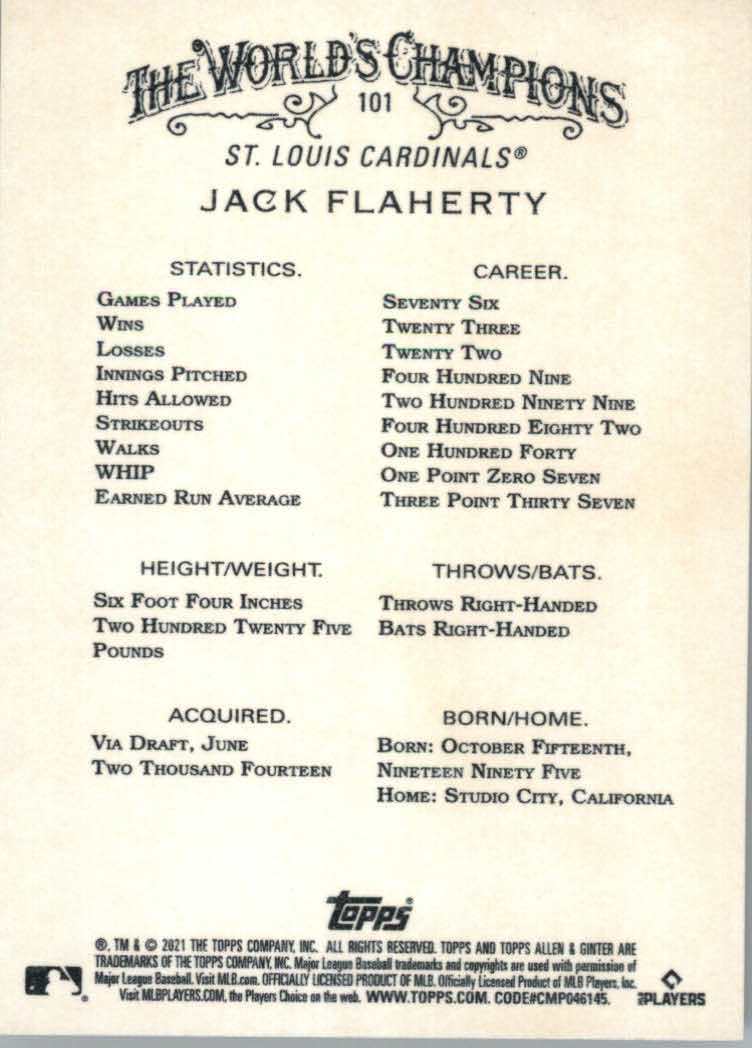 THE WORLD'S CHAMPIONS
101
ST. LOUIS CARDINALS®
JACK FLAHERTY
STATISTICS. CAREER.
GAMES PLAYED SEVENTY SIX
WINS TWENTY THREE
LOSSES TWENTY TWO
INNINGS PITCHED FOUR HUNDRED NINE
HITS ALLOWED TWO HUNDRED NINETY NINE
STRIKEOUTS FOUR HUNDRED EIGHTY TWO
WALKS ONE HUNDRED FORTY
WHIP ONE POINT ZERO SEVEN
EARNED RUN AVERAGE THREE POINT THIRTY SEVEN
HEIGHT/WEIGHT.
SIX FOOT FOUR INCHES
TWO HUNDRED TWENTY FIVE
POUNDS
THROWS/BATS.
THROWS RIGHT-HANDED
BATS RIGHT-HANDED
ACQUIRED.
VIA DRAFT, JUNE
TWO THOUSAND FOURTEEN
BORN/HOME.
BORN: OCTOBER FIFTEENTH,
NINETEEN NINETY FIVE
HOME: STUDIO CITY, CALIFORNIA
topps®
®, TM & © 2021 THE TOPPS COMPANY, INC. ALL RIGHTS RESERVED. TOPPS AND TOPPS ALLEN & GINTER ARE
TRADEMARKS OF THE TOPPS COMPANY, INC. Major League Baseball trademarks and copyrights are used with permission of
Major League Baseball. Visit MLB.com. OFFICIALLY LICENSED PRODUCT OF MLB. Officially Licensed Product of MLB Players, Inc.
Visit MLBPLAYERS.COM, the Players Choice on the web. WWW.TOPPS.COM. CODE#CMP046145.
PLAYERS